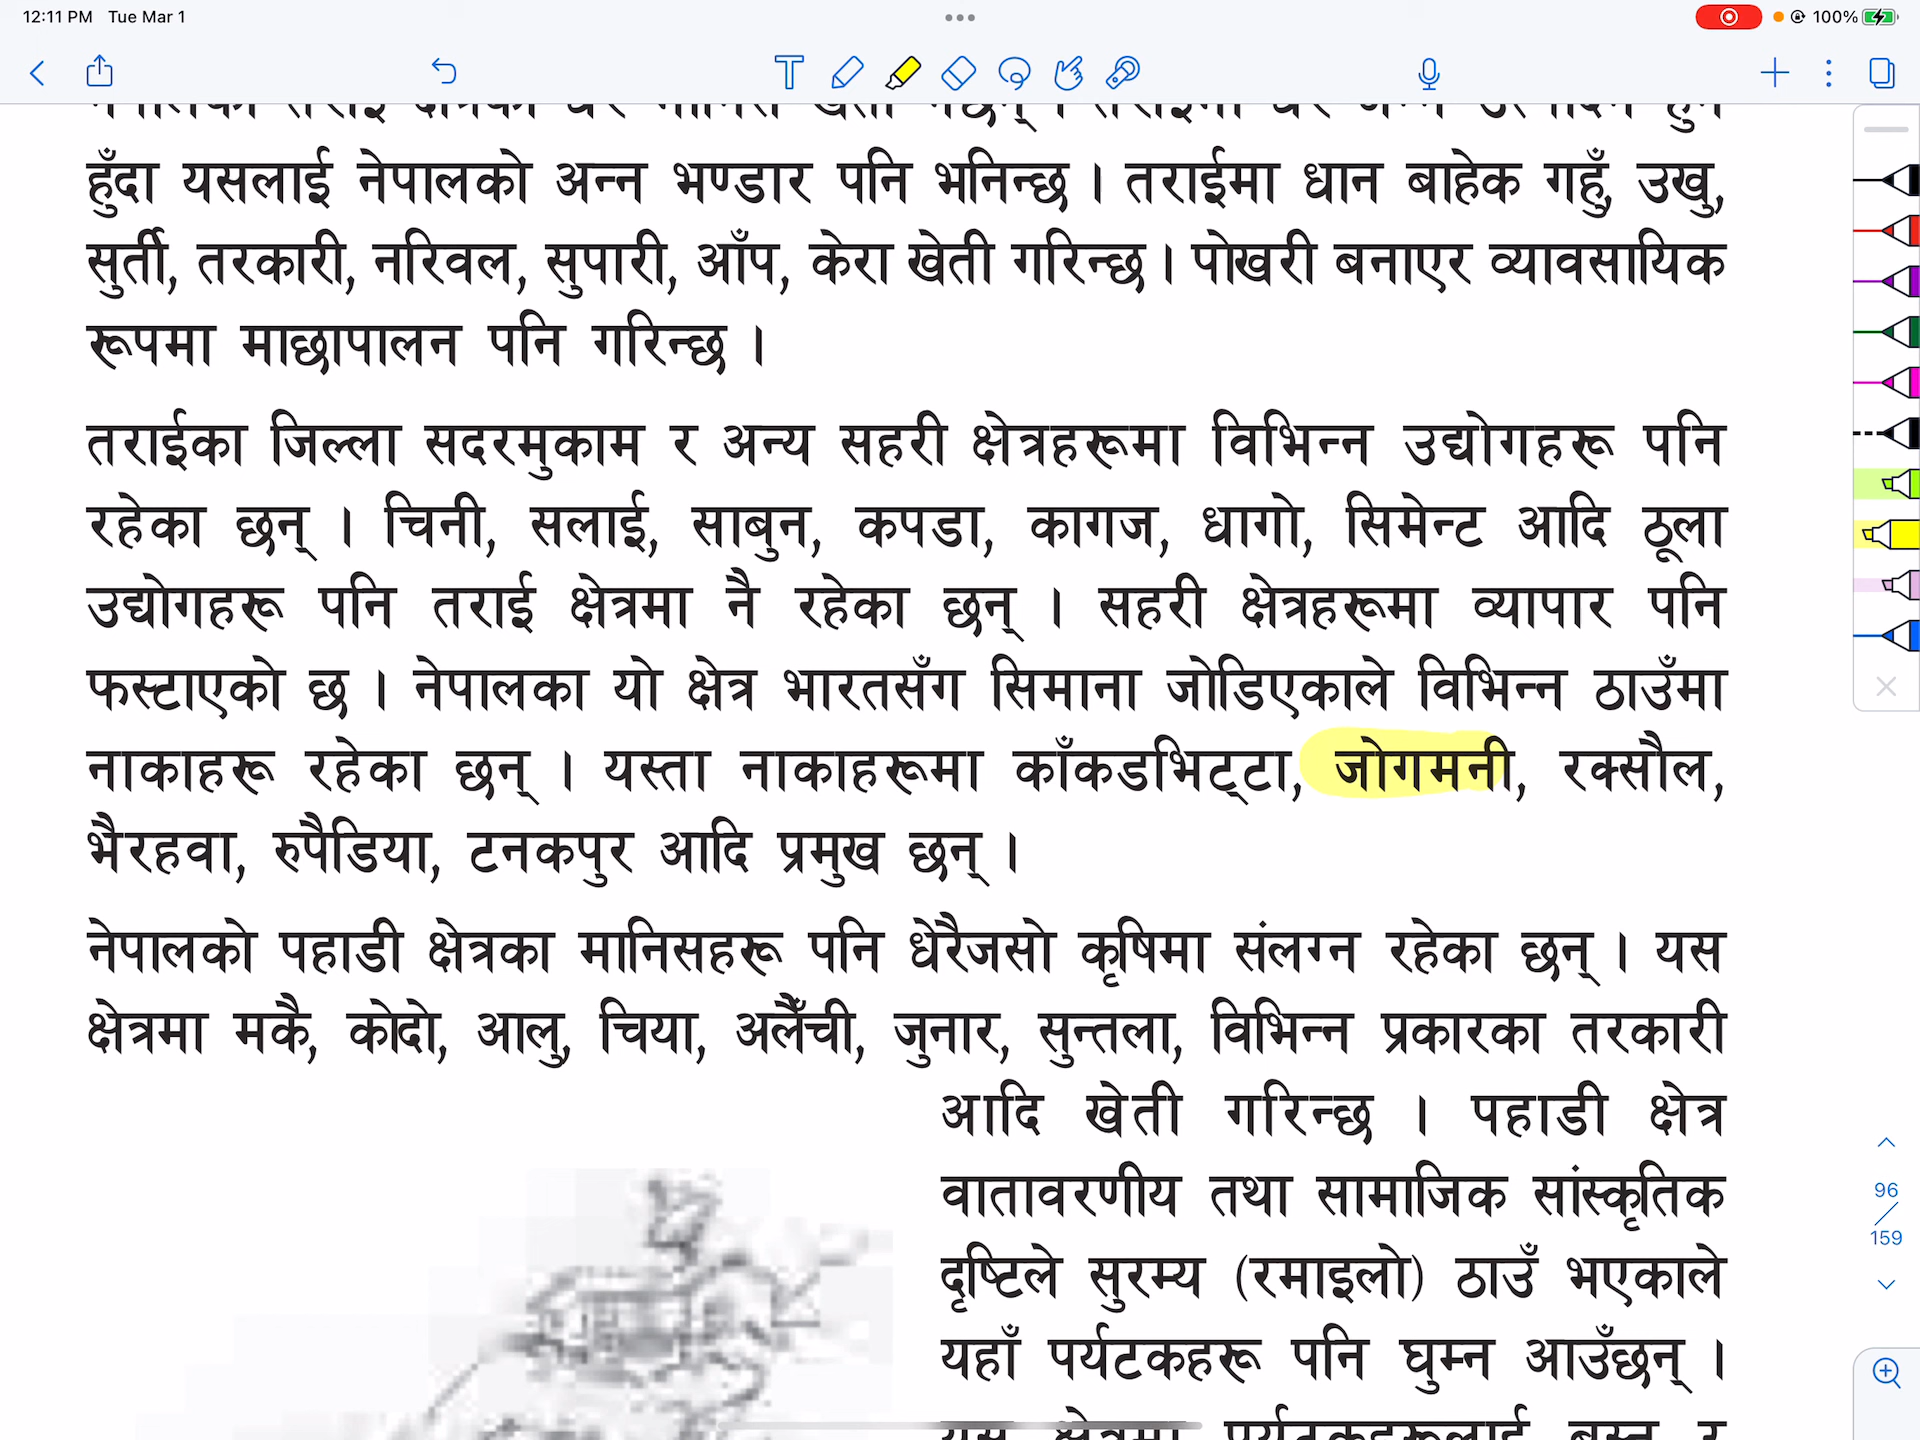 12:11 PM Tue Mar 1
100%
हुँदा यसलाई नेपालको अन्न भण्डार पनि भनिन्छ । तराईमा धान बाहेक गहुँ, उखु,
सुर्ती, तरकारी, नरिवल, सुपारी, आँप, केरा खेती गरिन्छ । पोखरी बनाएर व्यावसायिक
रूपमा माछापालन पनि गरिन्छ ।
तराईका जिल्ला सदरमुकाम र अन्य सहरी क्षेत्रहरूमा विभिन्न उद्योगहरू पनि
रहेका छन् । चिनी, सलाई, साबुन, कपडा, कागज, धागो, सिमेन्ट आदि ठूला
उद्योगहरू पनि तराई क्षेत्रमा नै रहेका छन् । सहरी क्षेत्रहरूमा व्यापार पनि
फस्टाएको छ । नेपालका यो क्षेत्र भारतसँग सिमाना जोडिएकाले विभिन्न ठाउँमा
नाकाहरू रहेका छन् । यस्ता नाकाहरूमा काँकडभिट्टा, जोगमनी, रक्सौल,
भैरहवा, रुपैडिया, टनकपुर आदि प्रमुख छन् ।
नेपालको पहाडी क्षेत्रका मानिसहरू पनि धेरैजसो कृषिमा संलग्न रहेका छन् । यस
क्षेत्रमा मकै, कोदो, आलु, चिया, अलैँची, जुनार, सुन्तला, विभिन्न प्रकारका तरकारी
आदि खेती गरिन्छ । पहाडी क्षेत्र
वातावरणीय तथा सामाजिक सांस्कृतिक
दृष्टिले सुरम्य (रमाइलो) ठाउँ भएकाले
यहाँ पर्यटकहरू पनि घुम्न आउँछन् ।
96
159